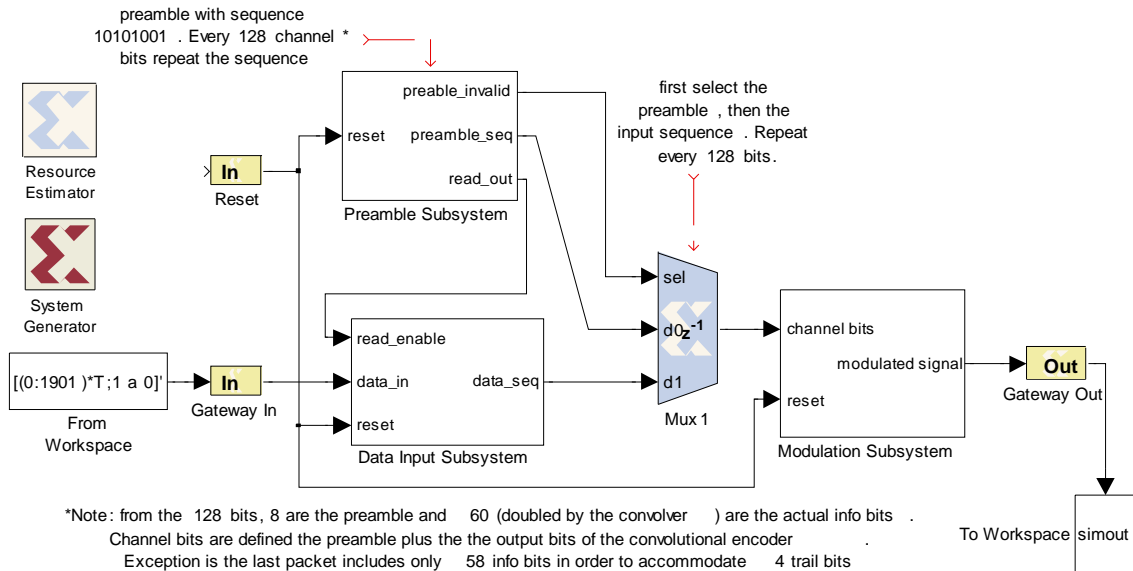 preamble with sequence
10101001 . Every 128 channel *
bits repeat the sequence
first select the
preamble , then the
input sequence . Repeat
every 128 bits.
Resource
Estimator
System
Generator
In
Reset
reset
preable_invalid
preamble_seq
read_out
Preamble Subsystem
[(0:1901 )*T ;1 a 0]'
From
Workspace
In
Gateway In
read_enable
data_in
reset
data_seq
Data Input Subsystem
sel
d0
z-1
d1
Mux 1
channel bits
reset
modulated signal
Modulation Subsystem
Out
Gateway Out
To Workspace
simout
*Note: from the 128 bits, 8 are the preamble and 60 (doubled by the convolver ) are the actual info bits .
Channel bits are defined the preamble plus the the output bits of the convolutional encoder .
Exception is the last packet includes only 58 info bits in order to accommodate 4 trail bits